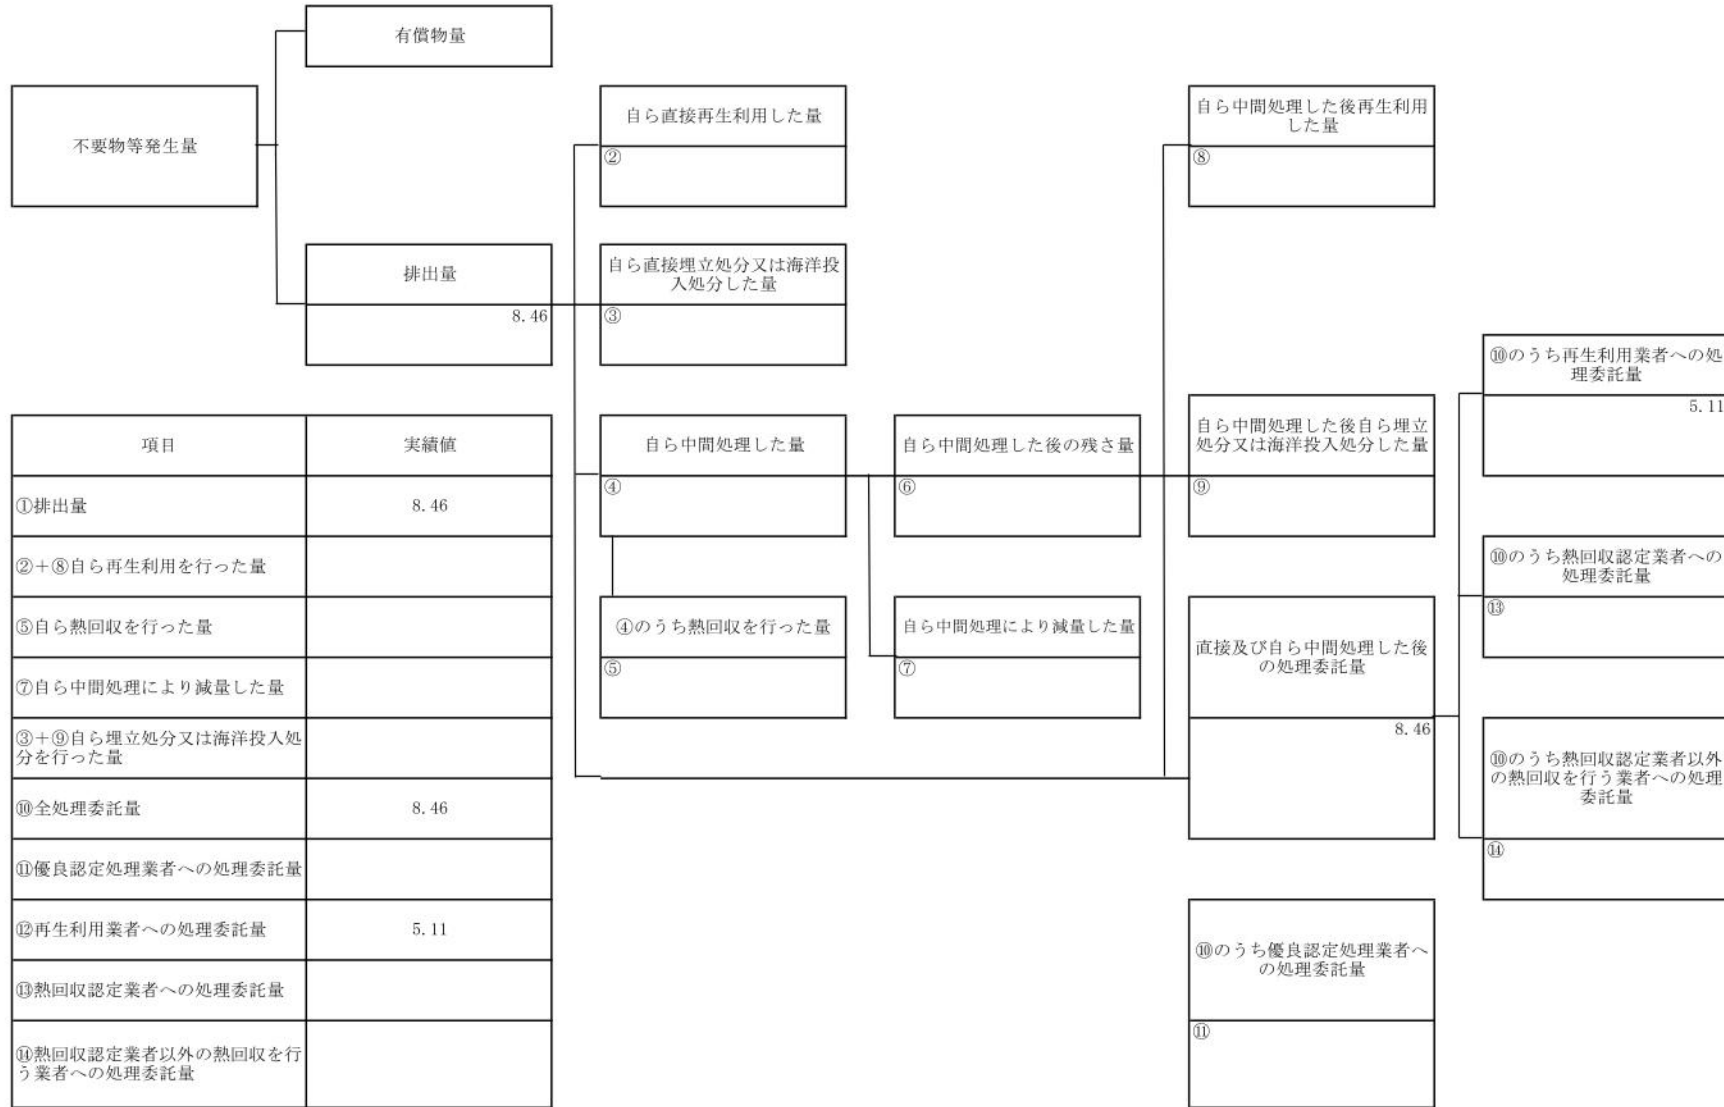 有償物量
不要物等発生量
自ら直接再生利用した量
②
自ら中間処理した後再生利用
した量
⑧
排出量
8.46
自ら直接埋立処分又は海洋投
入処分した量
③
⑩のうち再生利用業者への処
理委託量
5.11
項目
実績値
①排出量
8.46
②+⑧自ら再生利用を行った量
⑤自ら熱回収を行った量
⑦自ら中間処理により減量した量
③+⑨自ら埋立処分又は海洋投入処
分を行った量
⑩全処理委託量
8.46
⑪優良認定処理業者への処理委託量
⑫再生利用業者への処理委託量
5.11
⑬熱回収認定業者への処理委託量
⑭熱回収認定業者以外の熱回収を行
う業者への処理委託量
自ら中間処理した量
④
自ら中間処理した後の残さ量
⑥
自ら中間処理した後自ら埋立
処分又は海洋投入処分した量
⑨
④のうち熱回収を行った量
⑤
自ら中間処理により減量した量
⑦
直接及び自ら中間処理した後
の処理委託量
8.46
⑩のうち熱回収認定業者への
処理委託量
⑬
⑩のうち熱回収認定業者以外
の熱回収を行う業者への処理
委託量
⑭
⑩のうち優良認定処理業者へ
の処理委託量
⑪